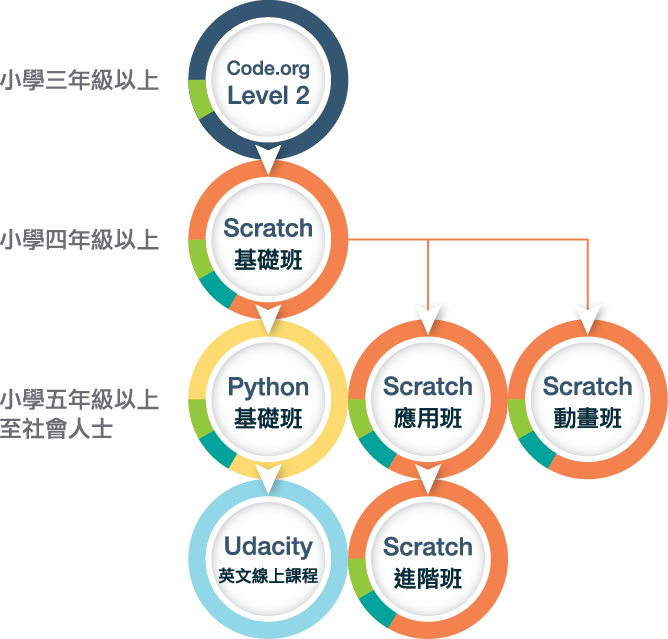 小學三年級以上
Code.org
Level 2
小學四年級以上
Scratch
基礎班
小學五年級以上
至社會人士
Python
基礎班
Scratch
應用班
Scratch
動畫班
Udacity
英文線上課程
Scratch
進階班